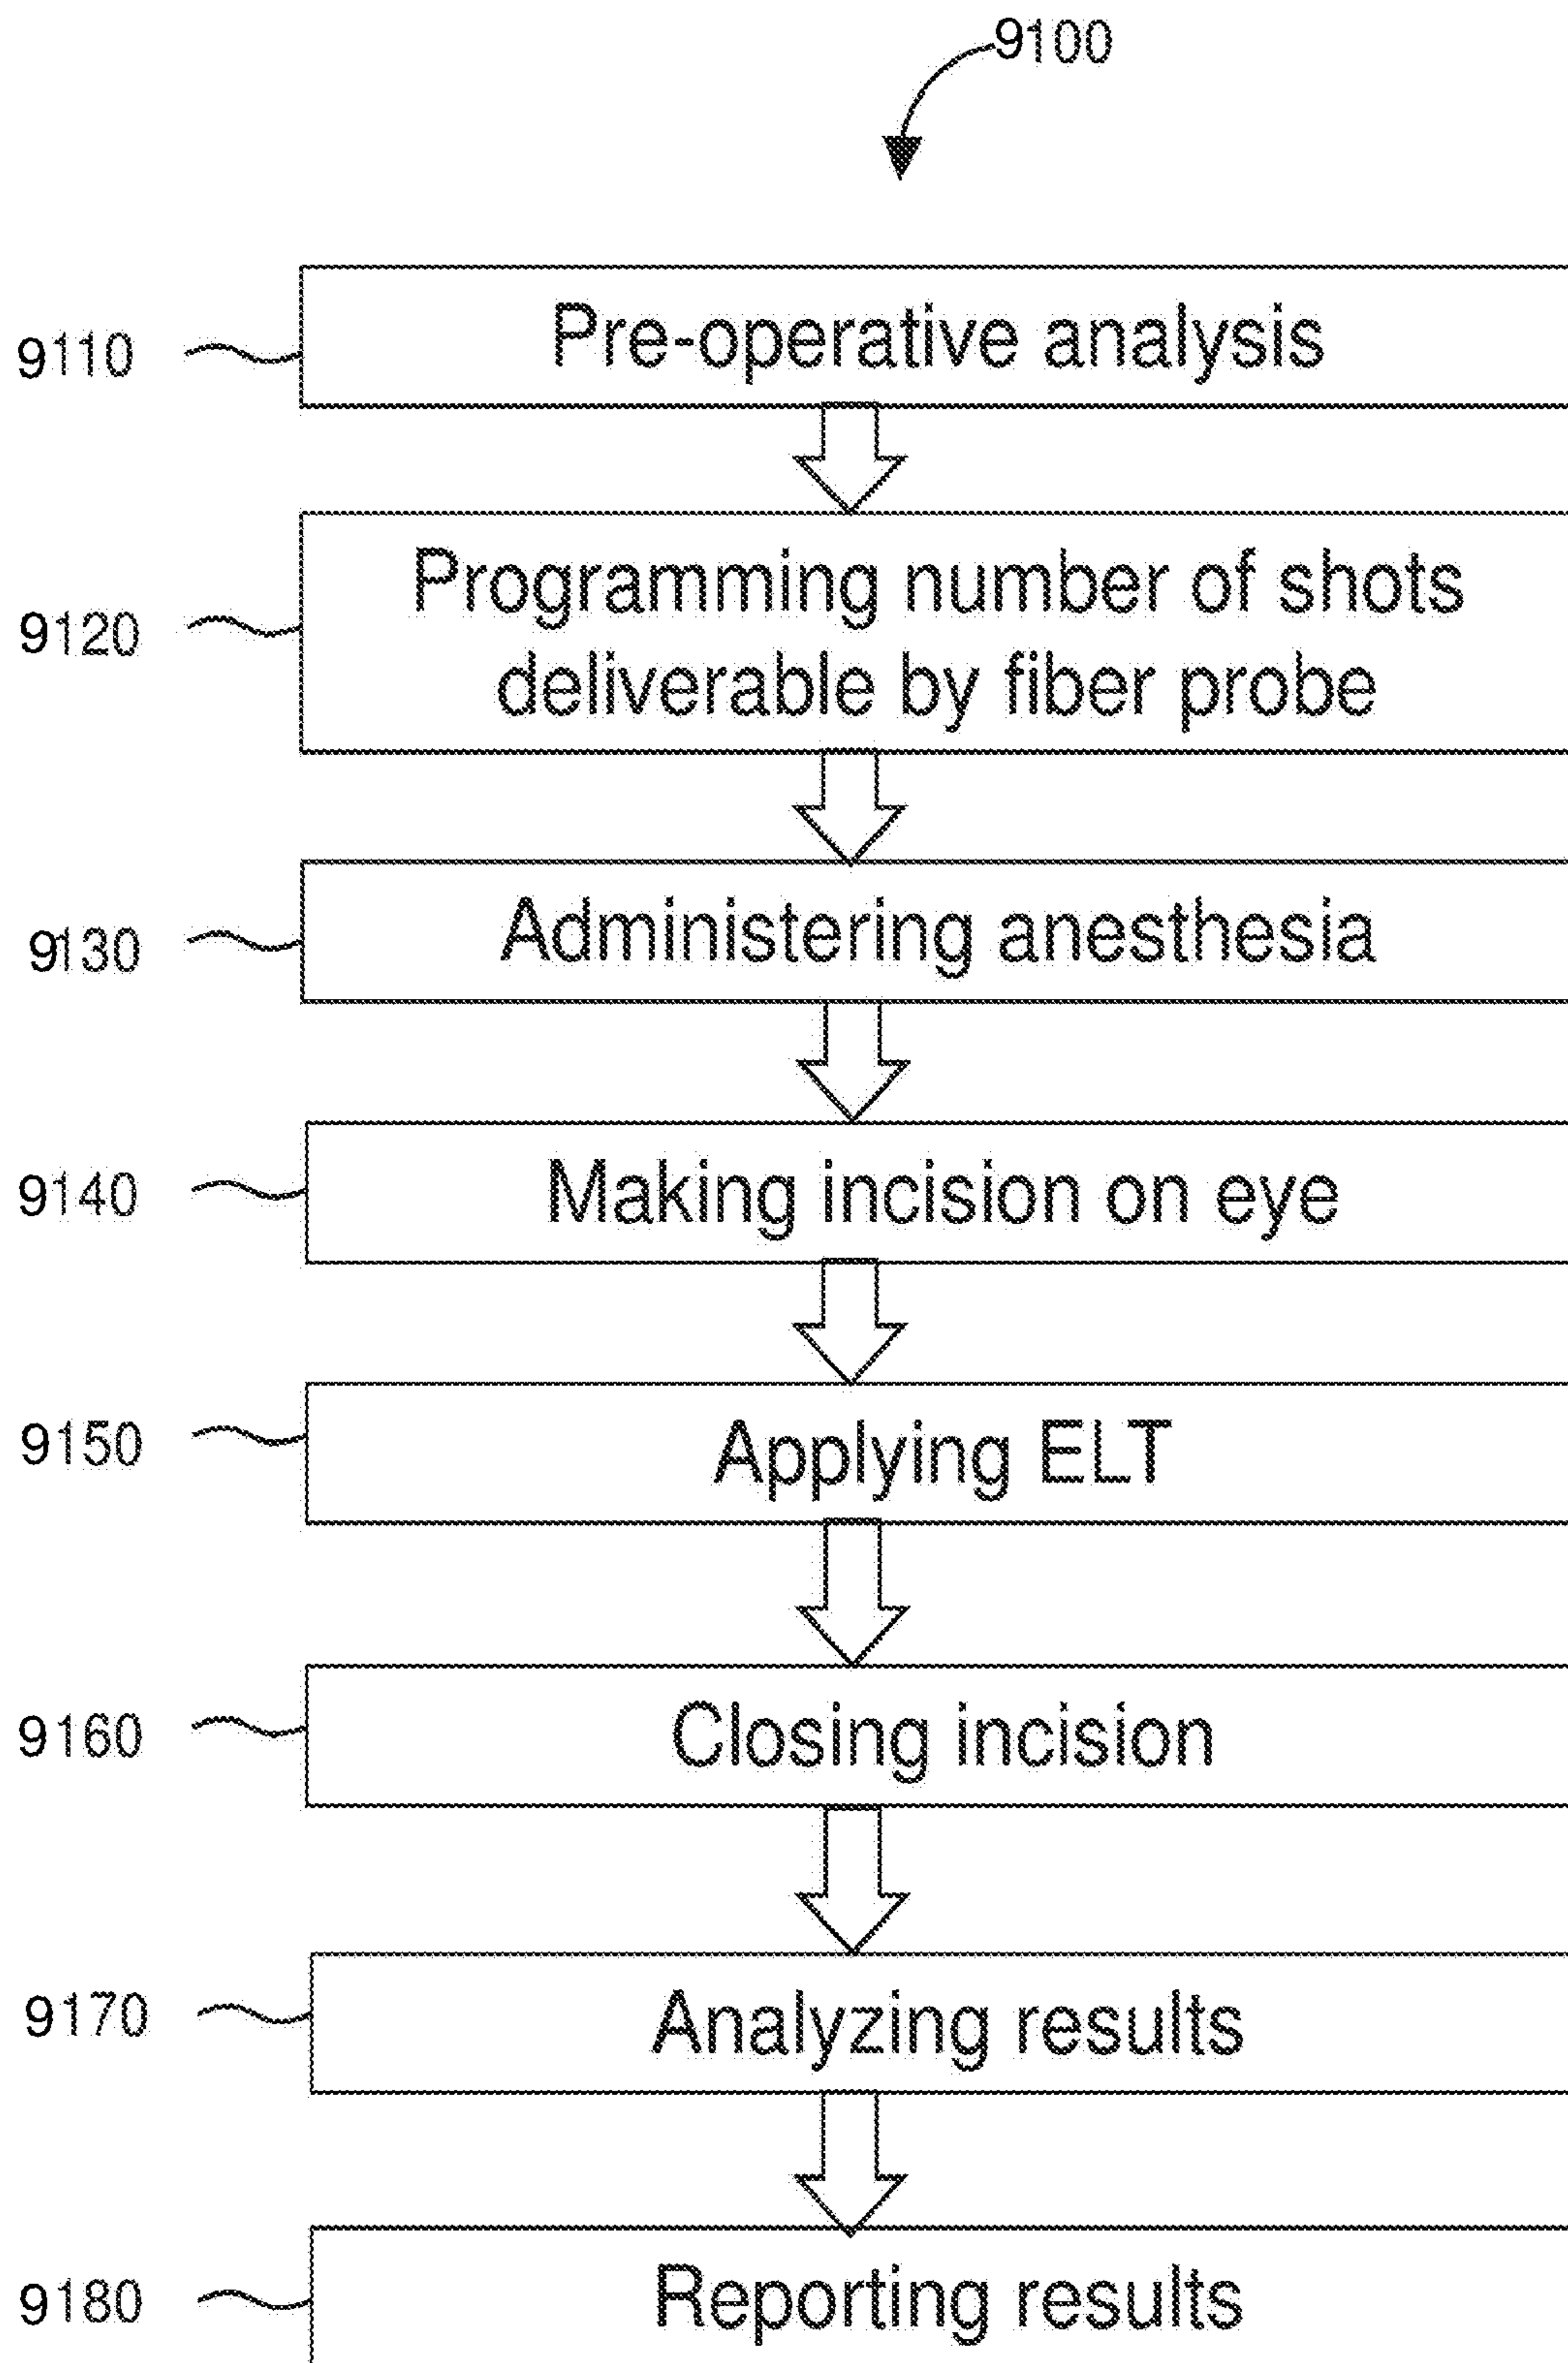 9100
9110
Pre-operative analysis
9120
Programming number of shots
deliverable by fiber probe
9130
Administering anesthesia
9140
Making incision on eye
9150
Applying ELT
9160
Closing incision
9170
Analyzing results
9180
Reporting results